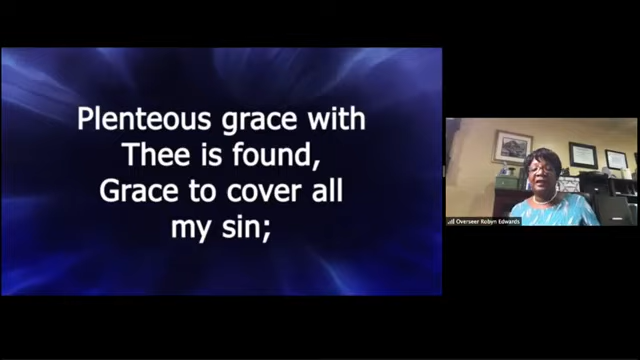 Plenteous grace with
Thee is found,
Grace to cover all
my sin;
Overseer Robyn Edwards